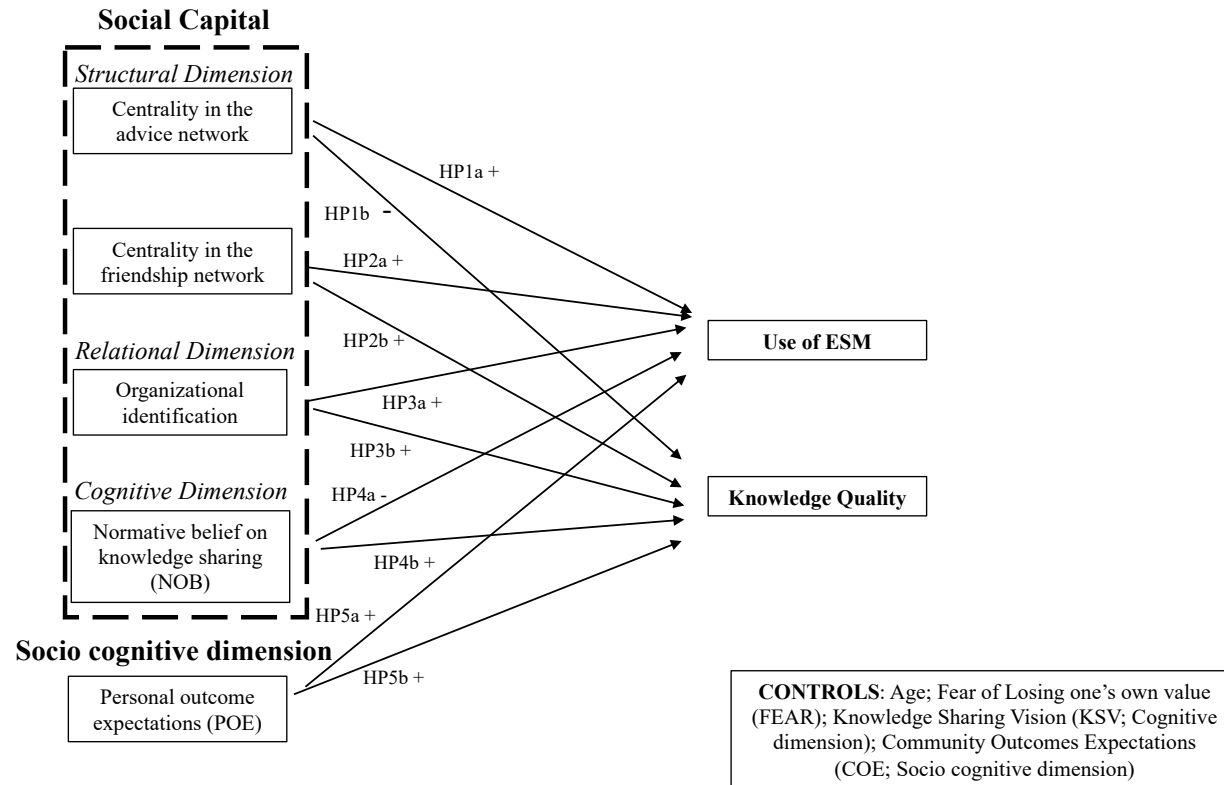 Social Capital
Structural Dimension
Centrality in the
advice network
HP1a +
HP1b -
Centrality in the
friendship network
HP2a +
HP2b +
Relational Dimension
Organizational
identification
HP3a +
HP3b +
Cognitive Dimension
Normative belief on
knowledge sharing
(NOB)
HP4a -
HP4b +
HP5a +
Socio cognitive dimension
Personal outcome
expectations (POE)
HP5b +
Use of ESM
Knowledge Quality
CONTROLS: Age; Fear of Losing one’s own value
(FEAR); Knowledge Sharing Vision (KSV; Cognitive
dimension); Community Outcomes Expectations
(COE; Socio cognitive dimension)